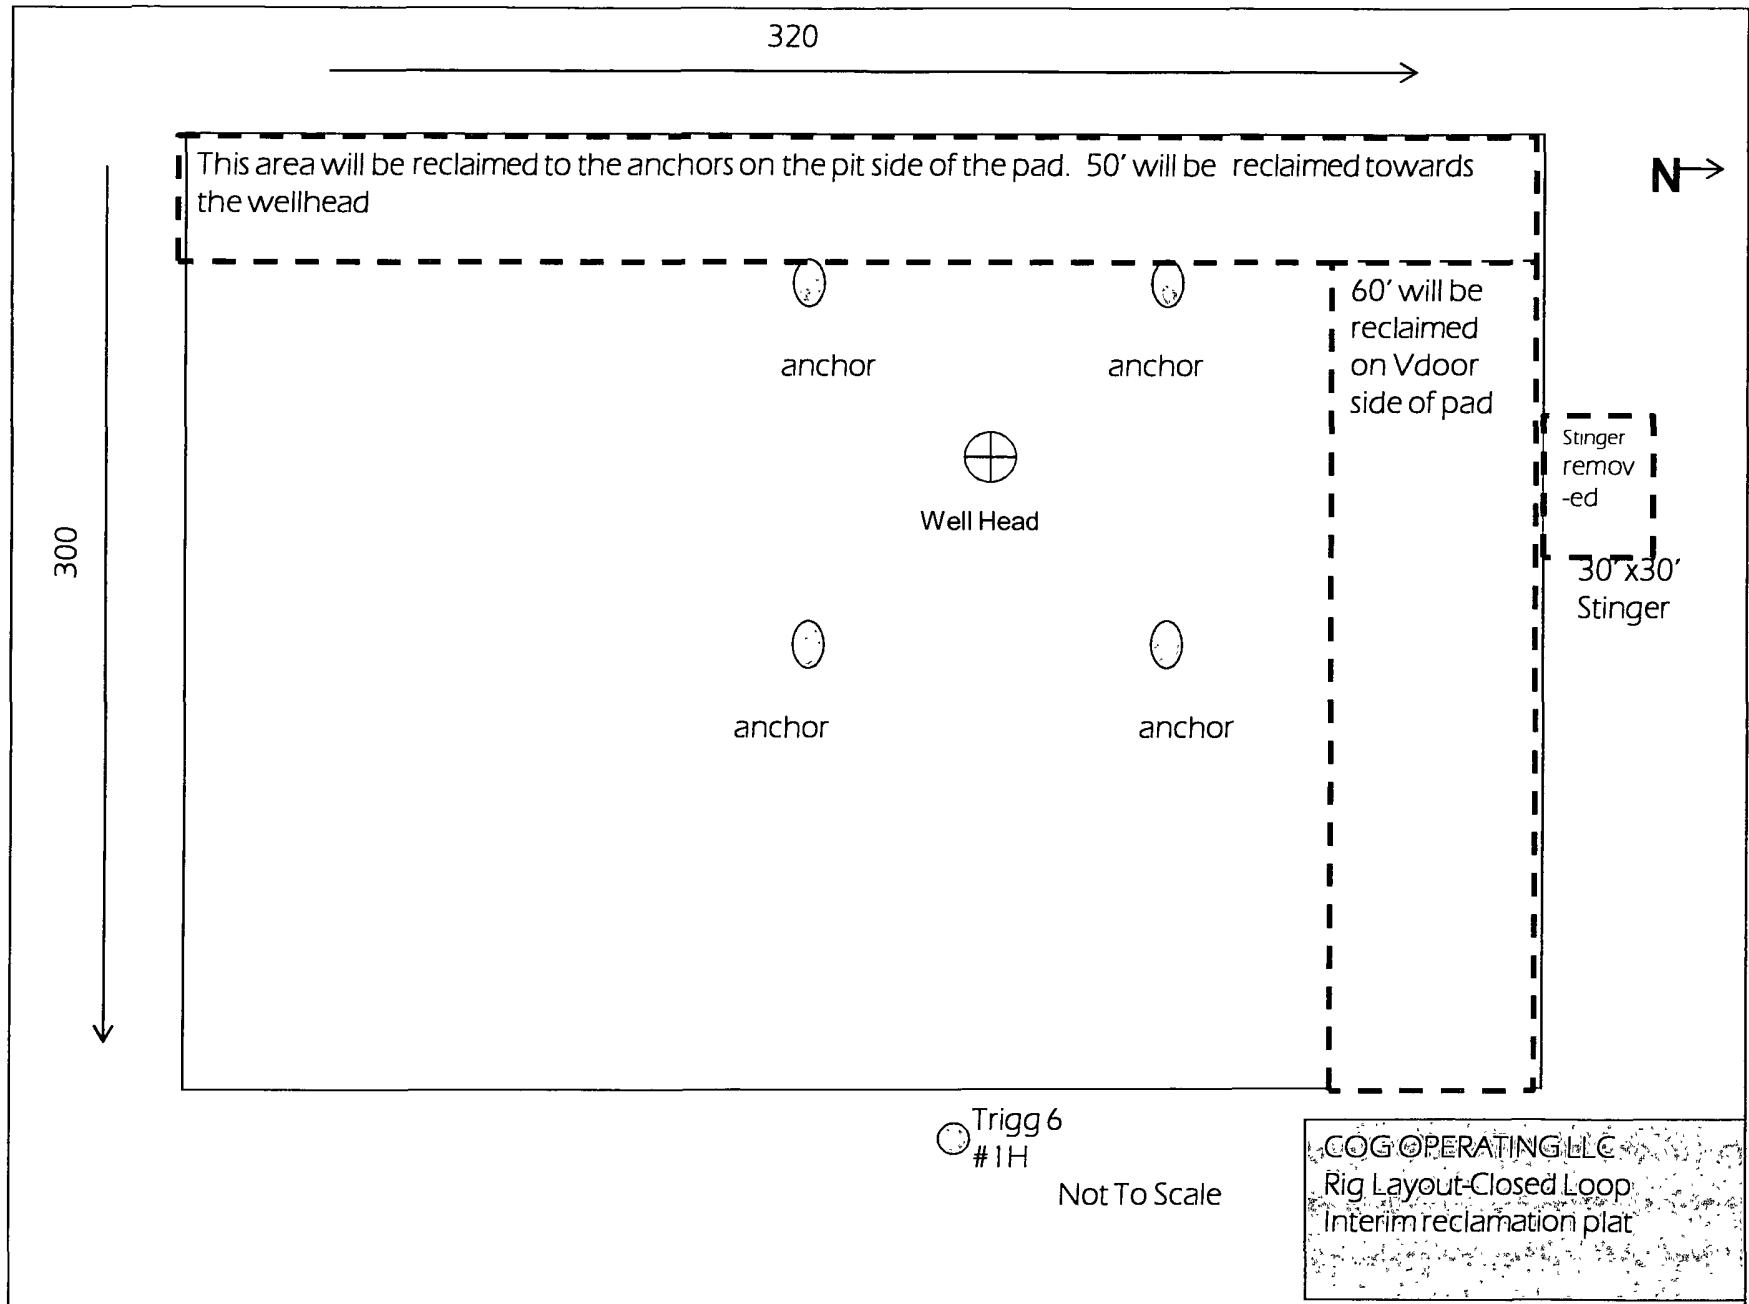 320
This area will be reclaimed to the anchors on the pit side of the pad. 50' will be reclaimed towards
the wellhead
N
60' will be
reclaimed
on Vdoor
side of pad
anchor
anchor
Stinger
remov
-ed
Well Head
300
30'x30'
Stinger
anchor
anchor
Trigg 6
#1H
Not To Scale
COG OPERATING LLC
Rig Layout-Closed Loop
Interim reclamation plat